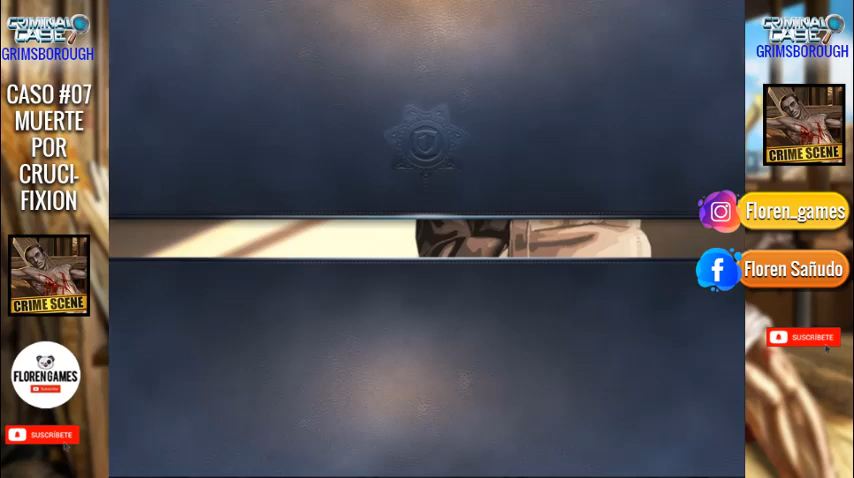 CRIMINAL
CASE
GRIMSBOROUGH
CASO #07
MUERTE
POR
CRUCI-
FIXION
CRIME SCENE
FLOREN GAMES
SUSCRÍBETE
CRIMINAL
CASE
GRIMSBOROUGH
CRIME SCENE
Floren_games
Floren Sañudo
SUSCRÍBETE